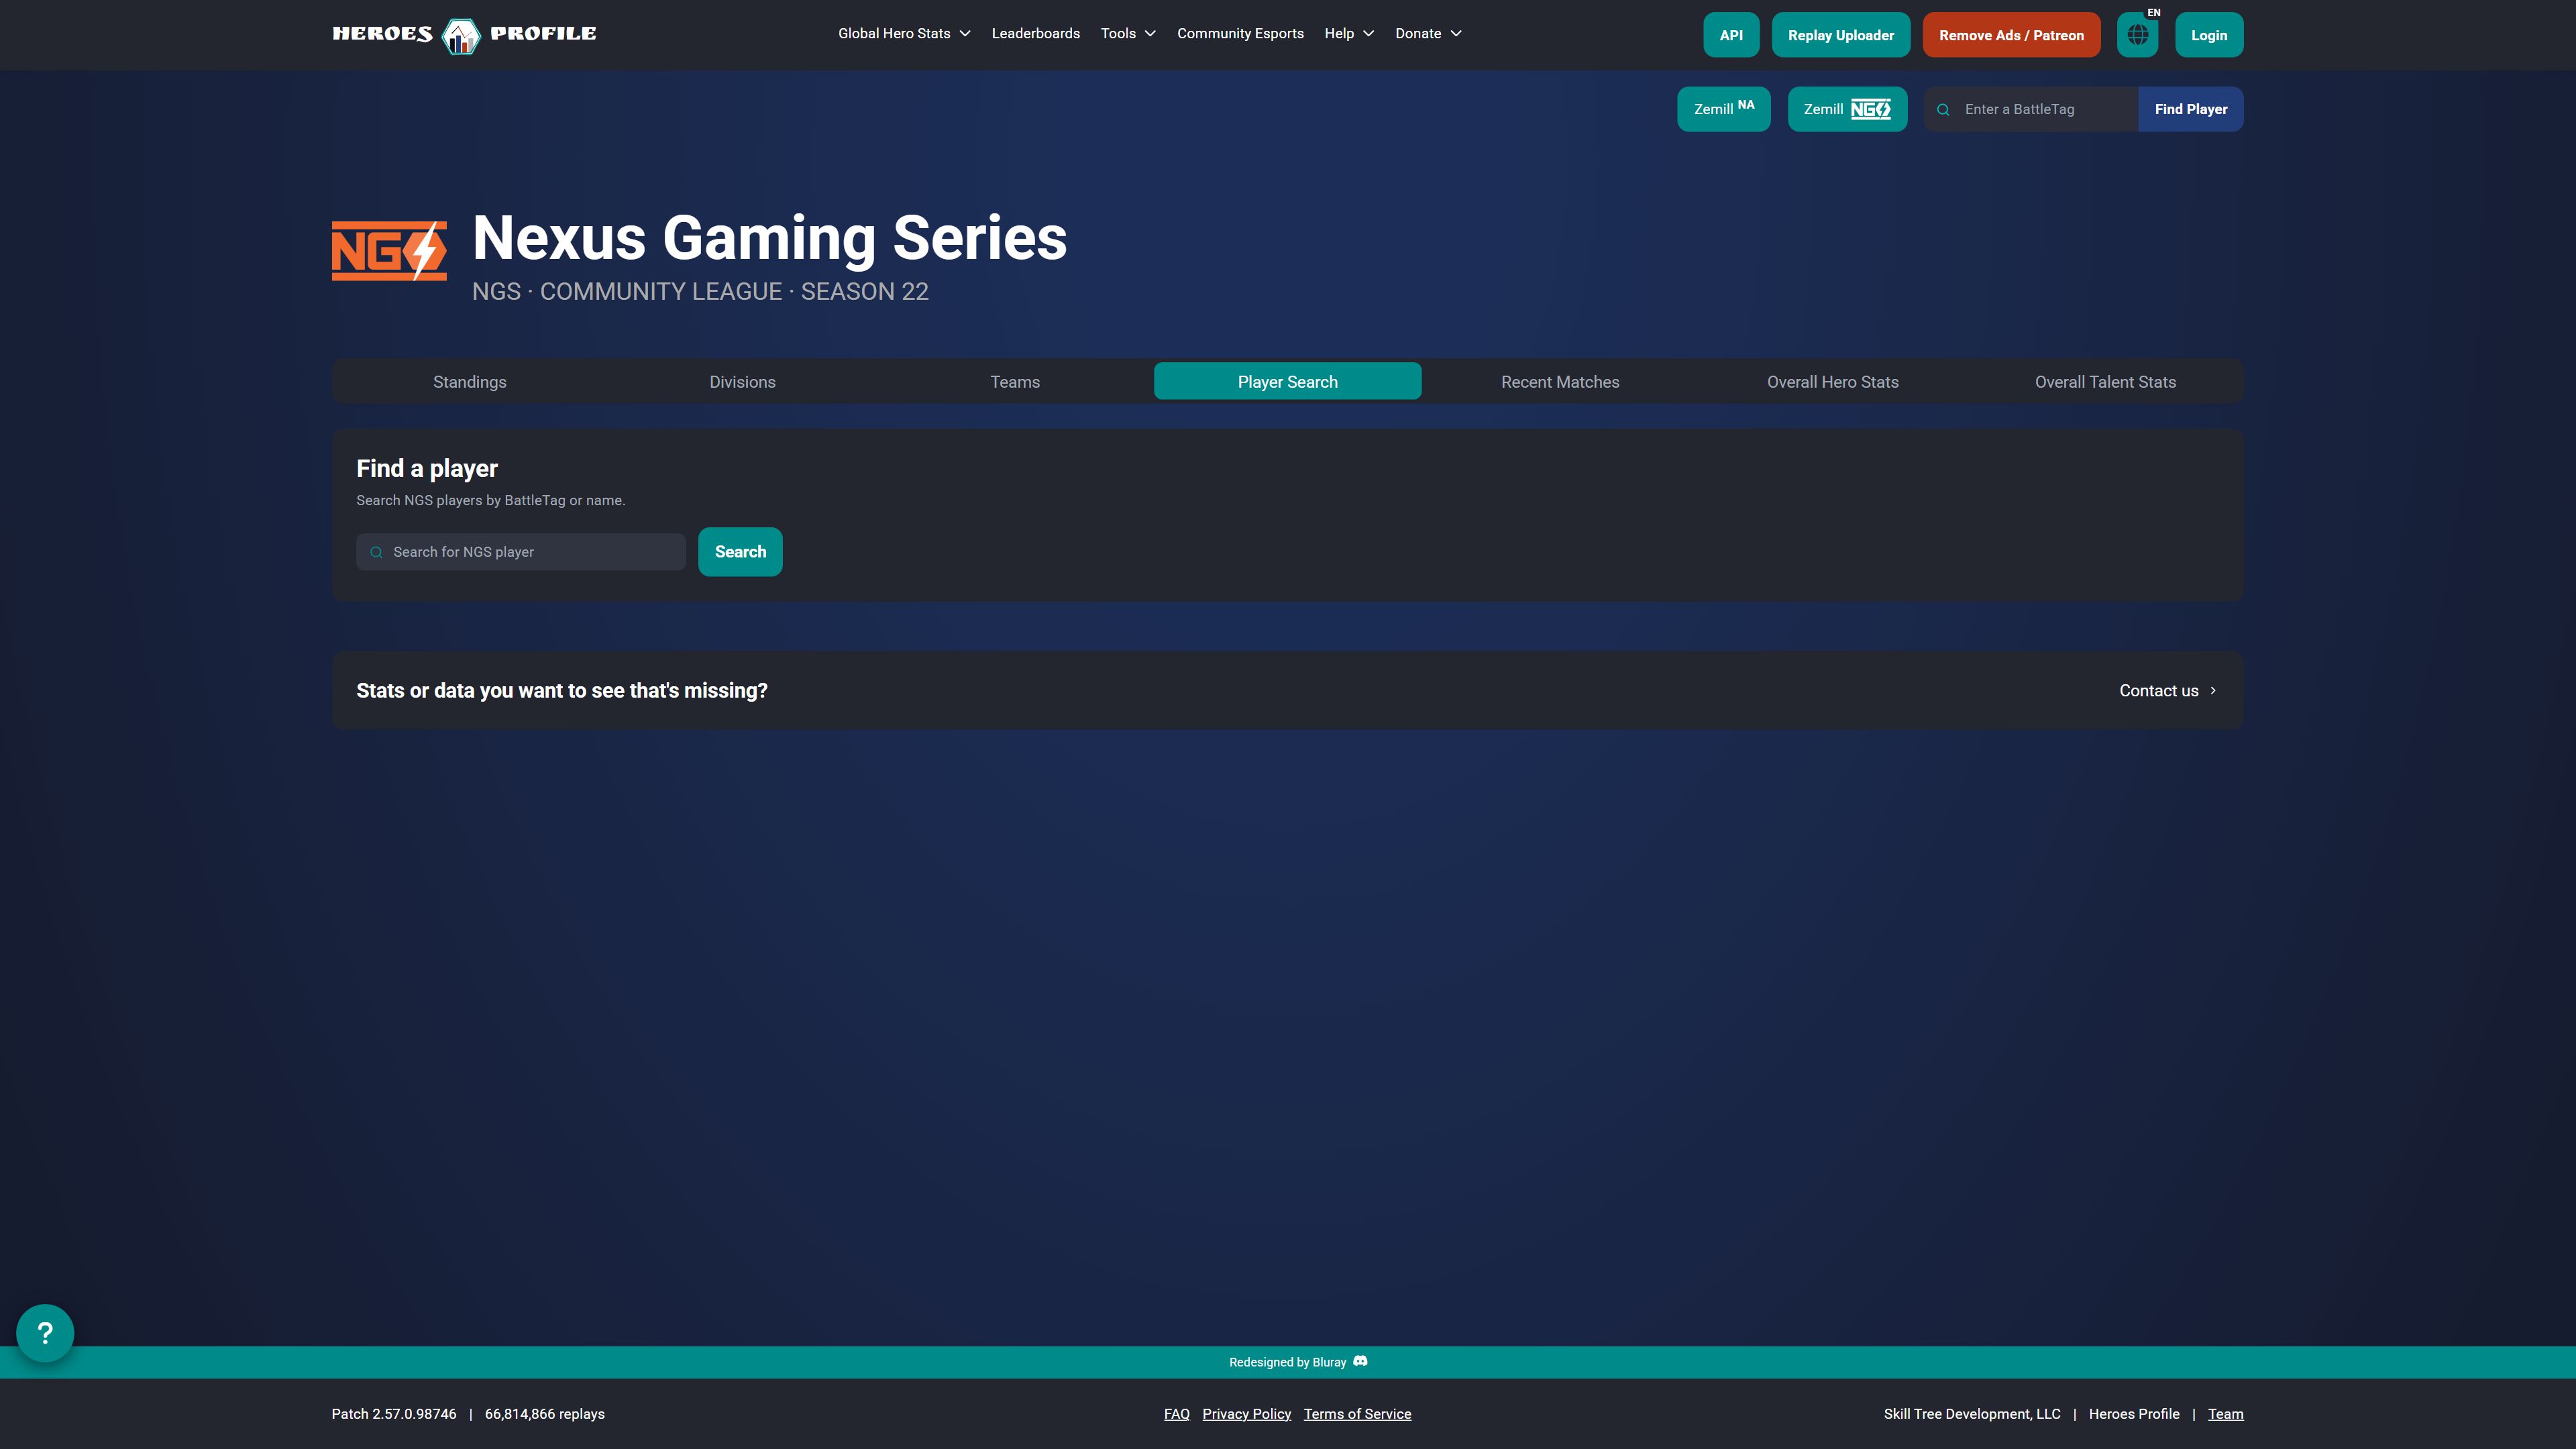 HEROES PROFILE
Global Hero Stats Leaderboards Tools Community Esports Help Donate
API Replay Uploader Remove Ads / Patreon EN Login
Zemill NA Zemill NGS Enter a BattleTag Find Player
NGS
Nexus Gaming Series
NGS · COMMUNITY LEAGUE · SEASON 22
Standings Divisions Teams Player Search Recent Matches Overall Hero Stats Overall Talent Stats
Find a player
Search NGS players by BattleTag or name.
Search for NGS player Search
Stats or data you want to see that's missing? Contact us
?
Redesigned by Bluray
Patch 2.57.0.98746 | 66,814,866 replays FAQ Privacy Policy Terms of Service Skill Tree Development, LLC | Heroes Profile | Team